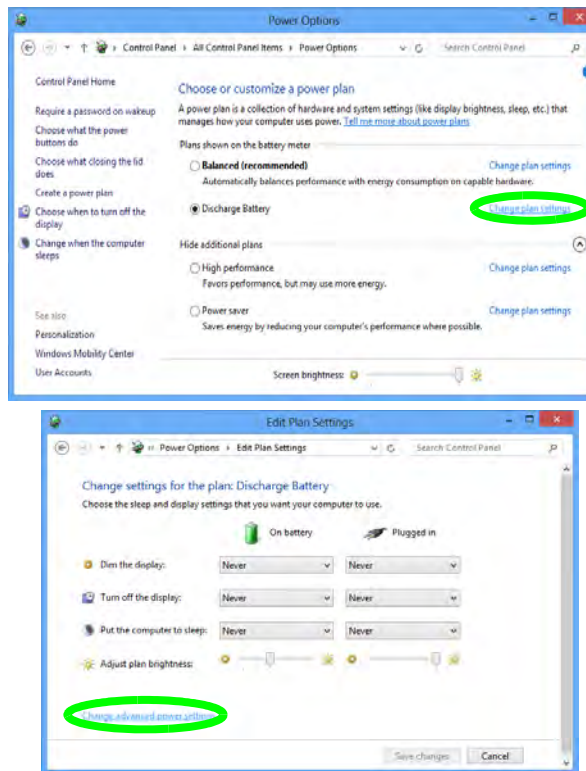 Power Options
Control Panel › All Control Panel Items › Power Options
Search Control Panel
Control Panel Home
Choose or customize a power plan
Require a password on wakeup
A power plan is a collection of hardware and system settings (like display brightness, sleep, etc.) that
manages how your computer uses power. Tell me more about power plans
Choose what the power
buttons do
Plans shown on the battery meter
Choose what closing the lid
does
Balanced (recommended) Change plan settings
Automatically balances performance with energy consumption on capable hardware.
Create a power plan
Choose when to turn off the
display
Discharge Battery Change plan settings
Change when the computer
sleeps
Hide additional plans
High performance Change plan settings
Favors performance, but may use more energy.
Power saver Change plan settings
Saves energy by reducing your computer's performance where possible.
See also
Personalization
Windows Mobility Center
User Accounts
Screen brightness:
Edit Plan Settings
« Power Options › Edit Plan Settings
Search Control Panel
Change settings for the plan: Discharge Battery
Choose the sleep and display settings that you want your computer to use.
On battery Plugged in
Dim the display: Never Never
Turn off the display: Never Never
Put the computer to sleep: Never Never
Adjust plan brightness:
Change advanced power settings
Save changes Cancel